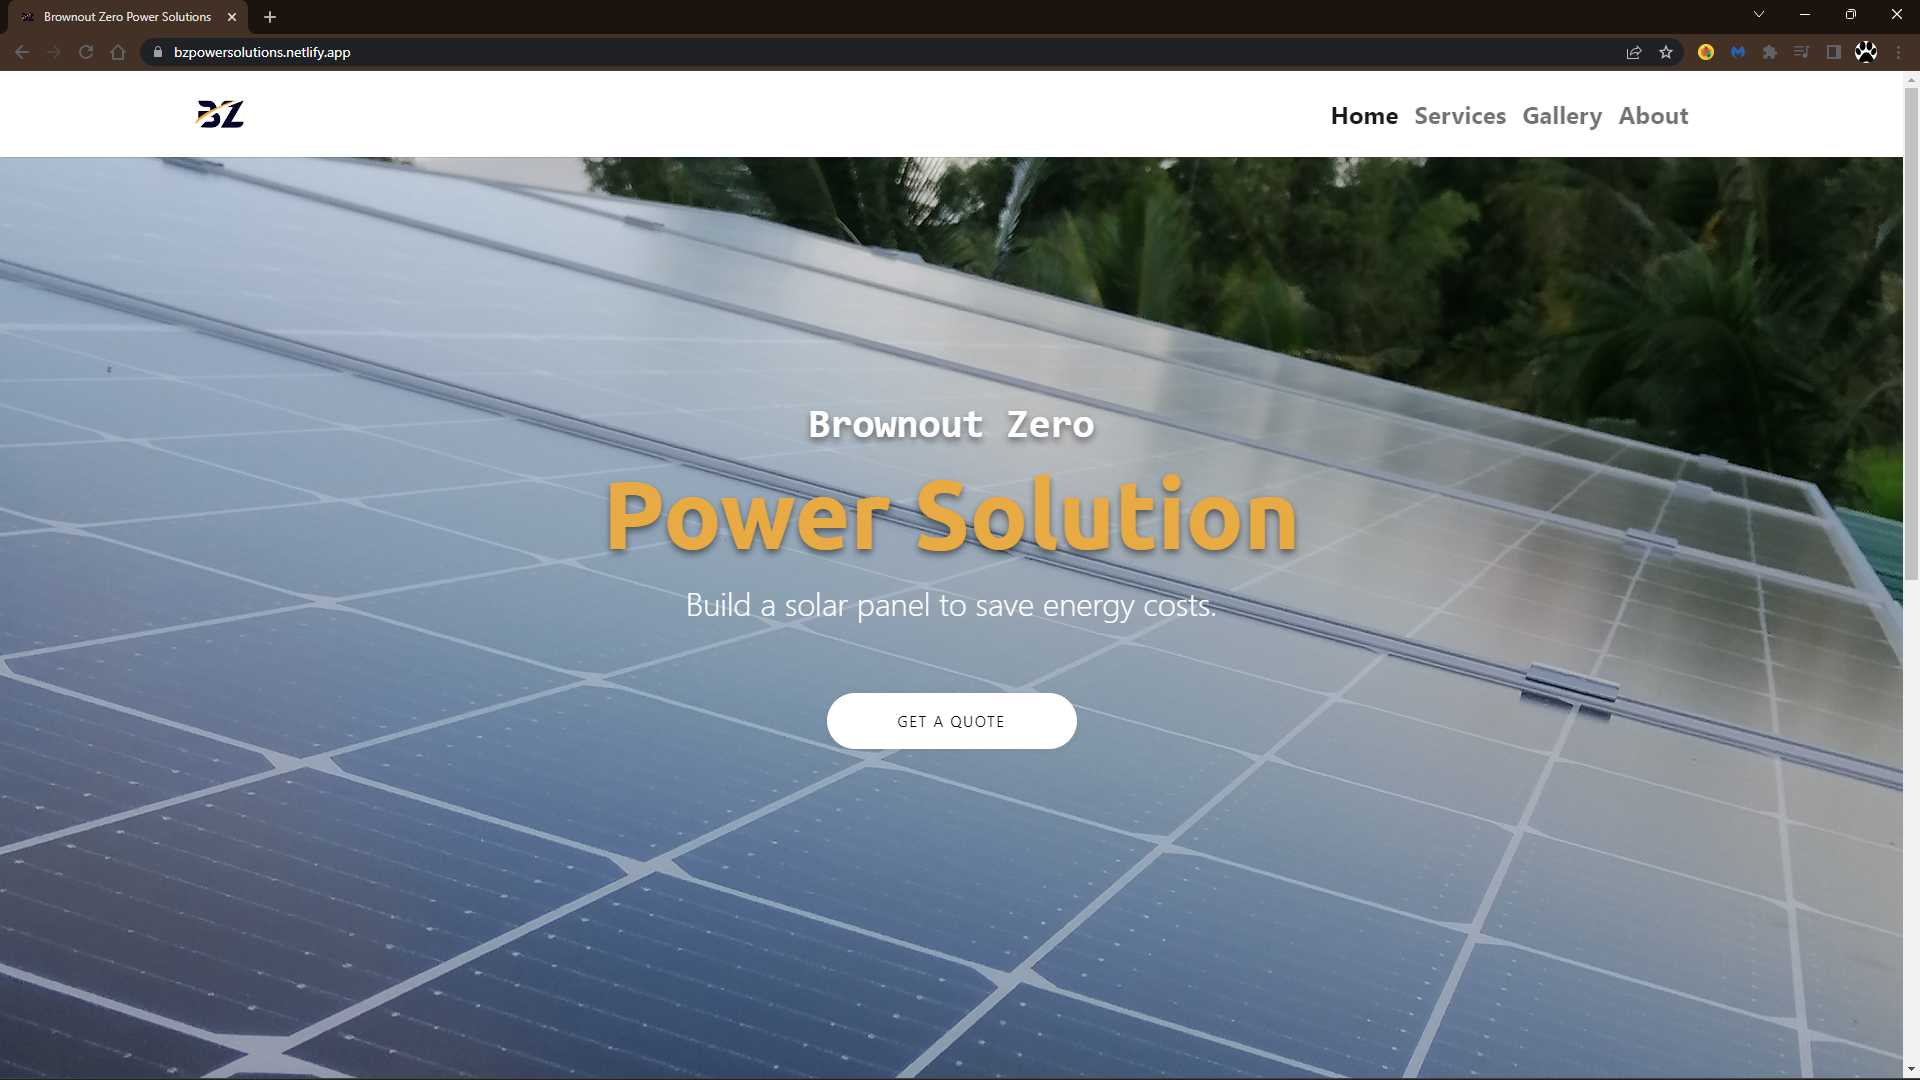 Brownout Zero Power Solutions
bzpowersolutions.netlify.app
BZ
Home Services Gallery About
Brownout Zero
Power Solution
Build a solar panel to save energy costs.
GET A QUOTE